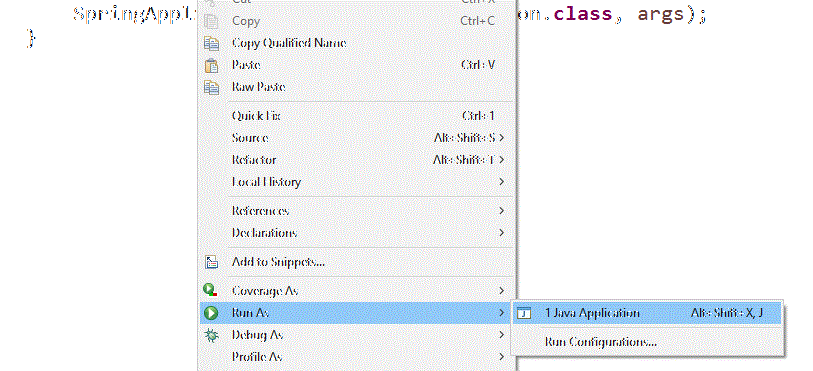 SpringAppl on.class, args);
}
Cut Ctrl+X
Copy Ctrl+C
Copy Qualified Name
Paste Ctrl+V
Raw Paste
Quick Fix Ctrl+1
Source Alt+Shift+S >
Refactor Alt+Shift+T >
Local History >
References >
Declarations >
Add to Snippets...
Coverage As >
Run As >
1 Java Application Alt+Shift+X, J
Debug As >
Run Configurations...
Profile As >